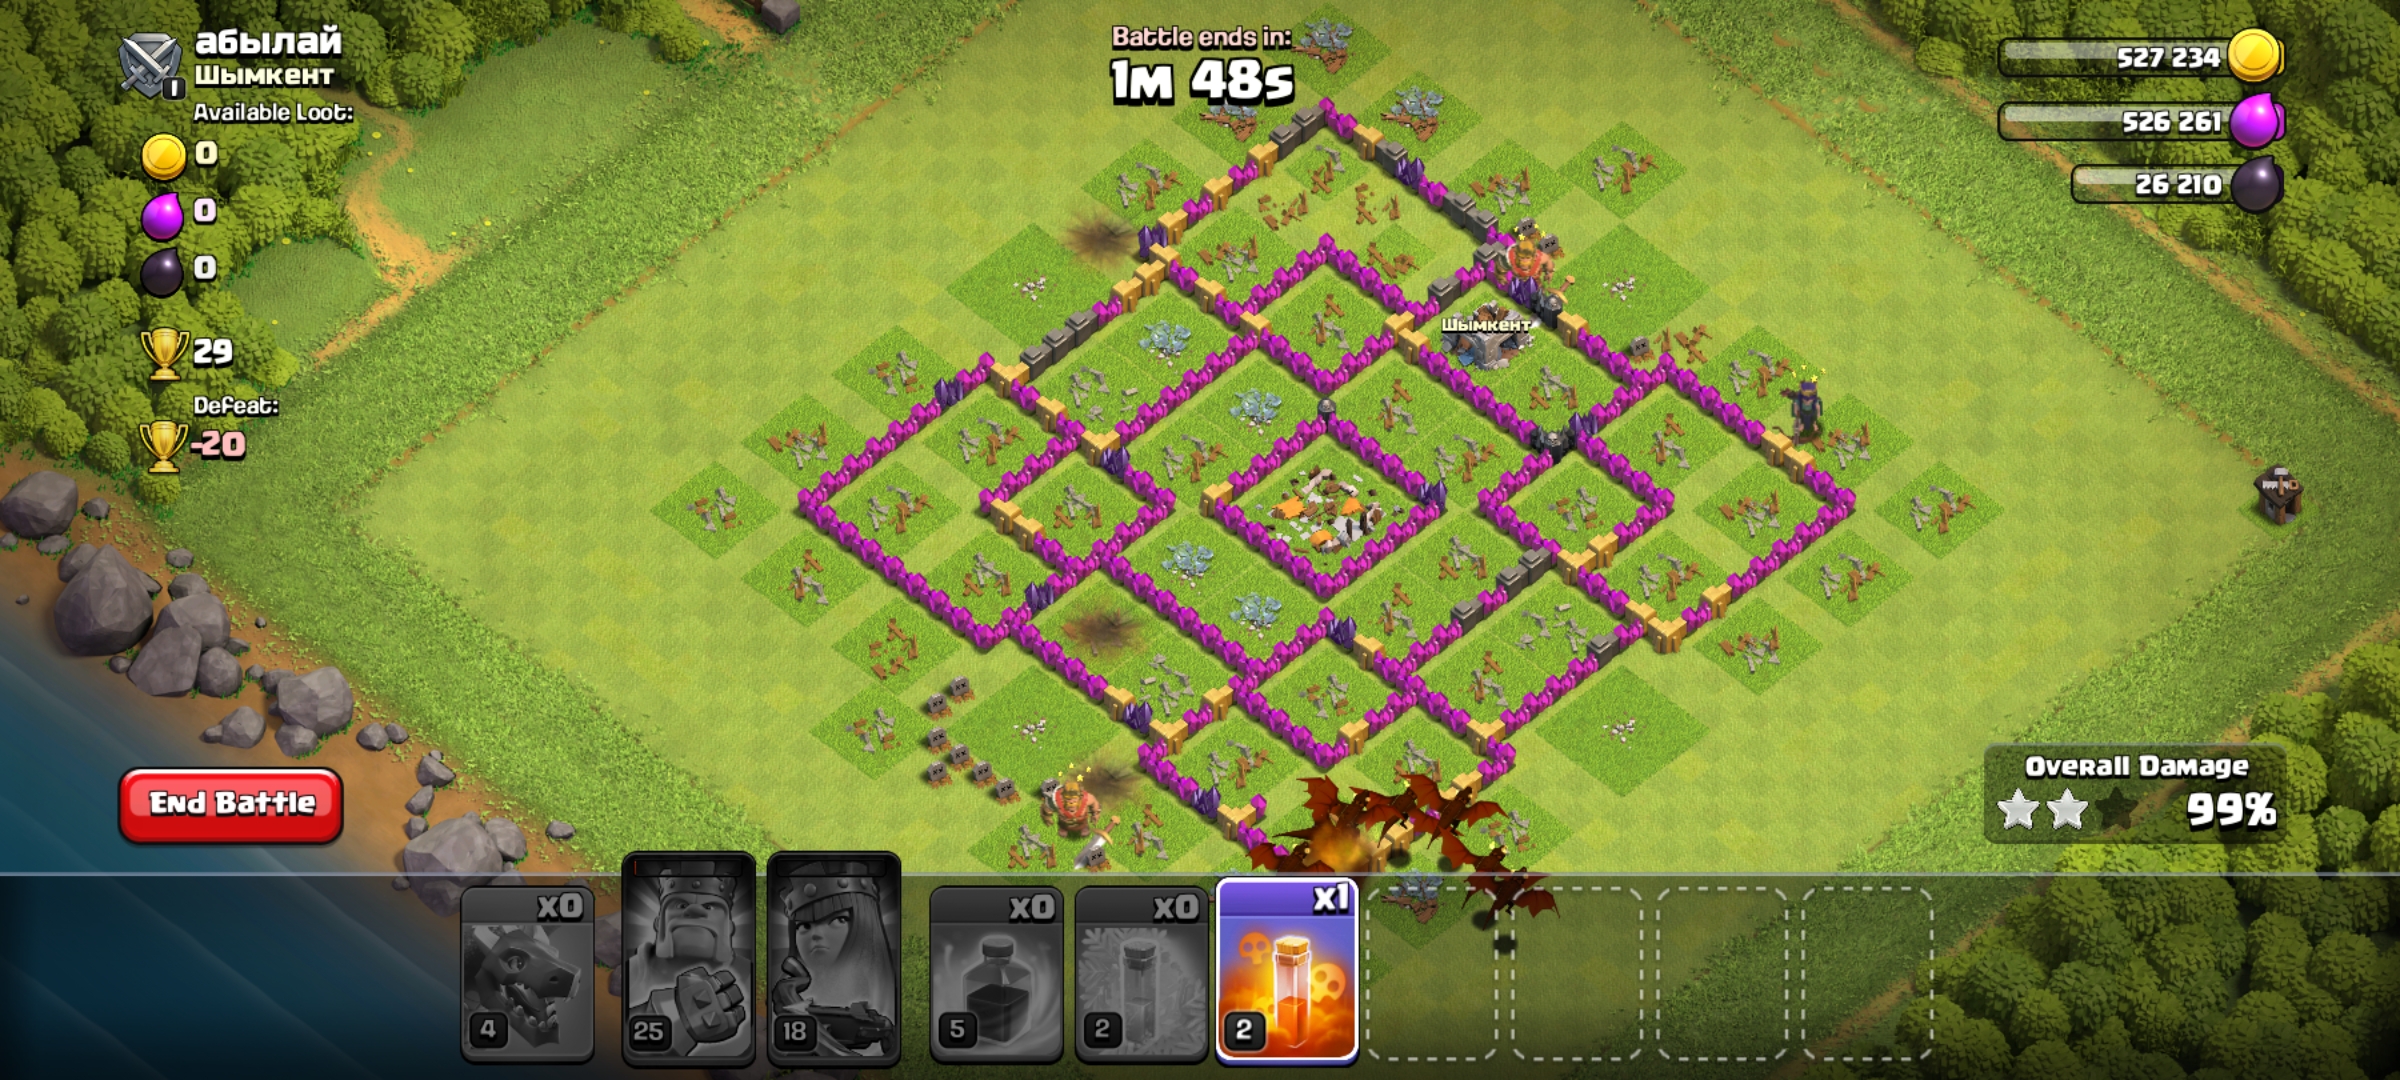 абылай
Шымкент
1
Available Loot:
0
0
0
29
Defeat:
-20
Battle ends in:
1M 48s
527 234
526 261
26 210
Шымкент
End Battle
Overall Damage
99%
x0
x0
x0
x1
4
25
18
5
2
2